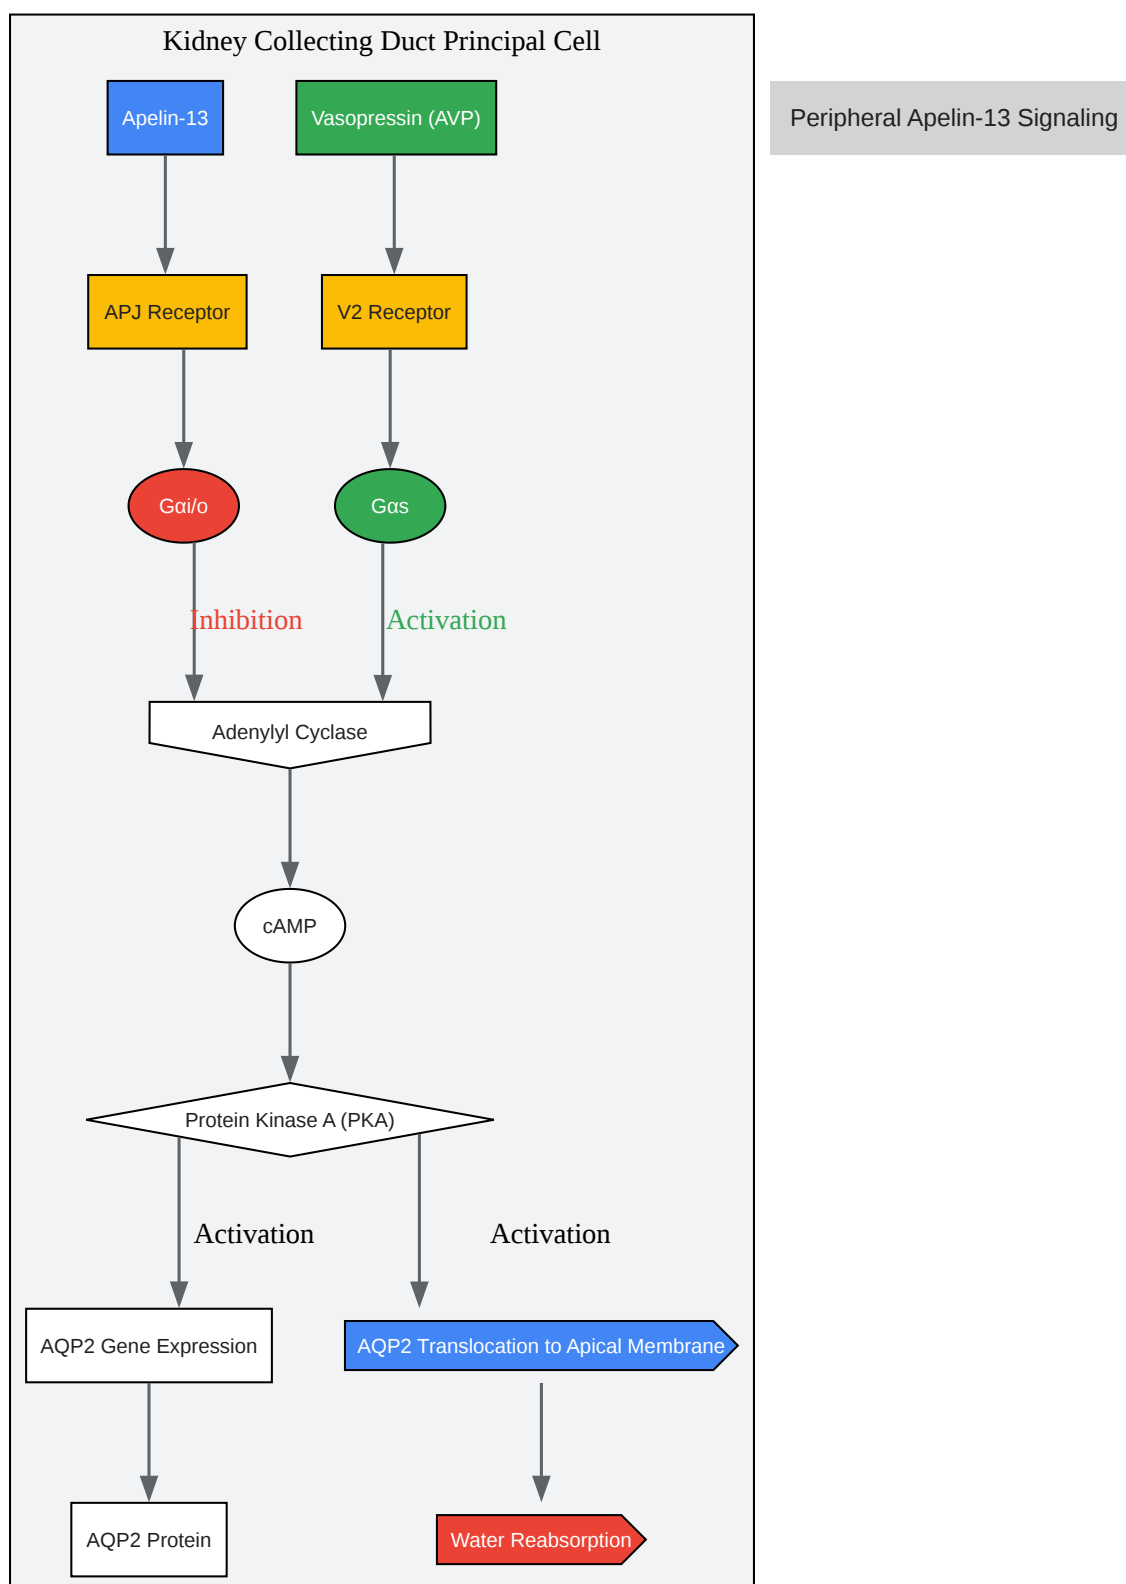 Kidney Collecting Duct Principal Cell
Apelin-13
Vasopressin (AVP)
Peripheral Apelin-13 Signaling
APJ Receptor
V2 Receptor
Gαi/o
Gαs
Inhibition
Activation
Adenylyl Cyclase
cAMP
Protein Kinase A (PKA)
Activation
Activation
AQP2 Gene Expression
AQP2 Translocation to Apical Membrane
AQP2 Protein
Water Reabsorption